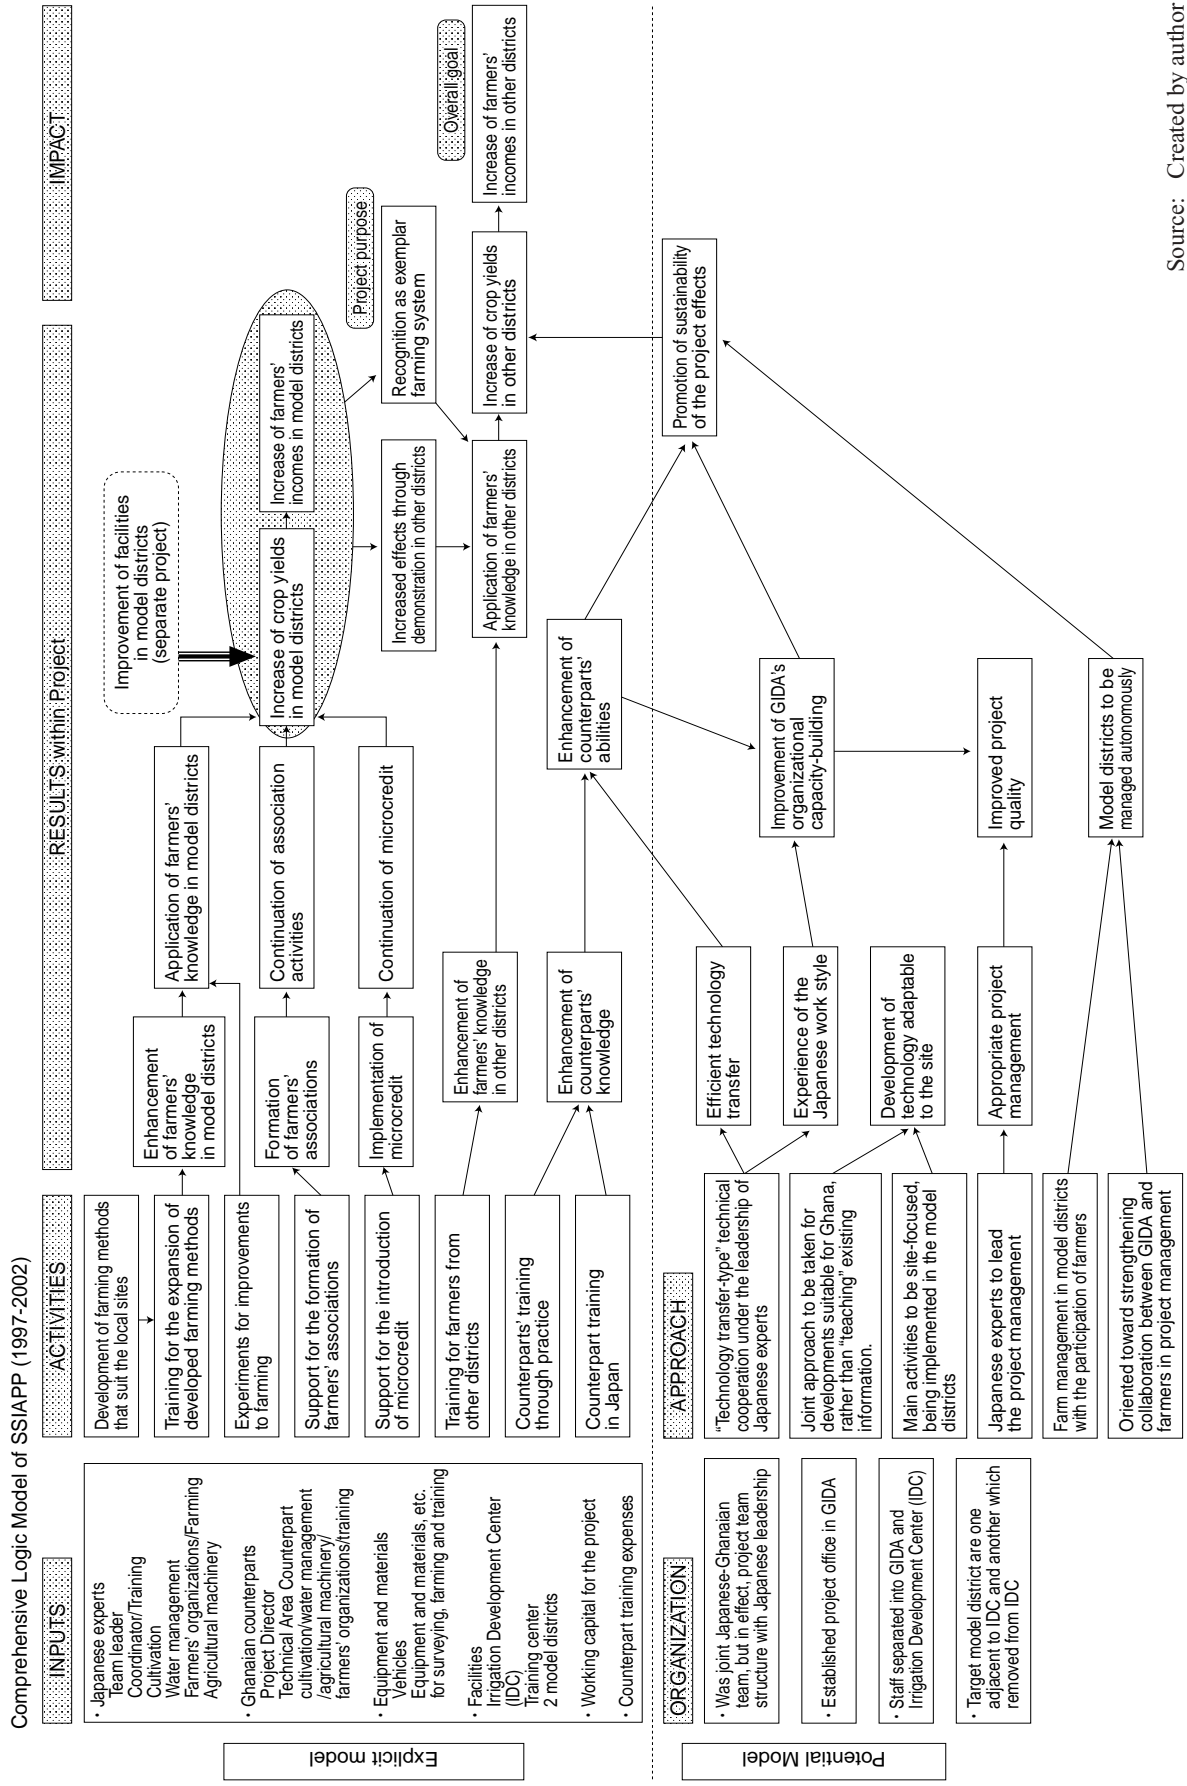 Comprehensive Logic Model of SSIAPP (1997-2002)
INPUTS
ACTIVITIES
RESULTS within Project
IMPACT
Explicit model
・Japanese experts
Team leader
Coordinator/Training
Cultivation
Water management
Farmers' organizations/Farming
Agricultural machinery
・Ghanaian counterparts
Project Director
Technical Area Counterpart
cultivation/water management
/agricultural machinery/
farmers' organizations/training
・Equipment and materials
Vehicles
Equipment and materials, etc.
for surveying, farming and training
・Facilities
Irrigation Development Center
(IDC)
Training center
2 model districts
・Working capital for the project
・Counterpart training expenses
Development of farming methods
that suit the local sites
Training for the expansion of
developed farming methods
Experiments for improvements
to farming
Support for the formation of
farmers' associations
Support for the introduction
of microcredit
Training for farmers from
other districts
Counterparts' training
through practice
Counterpart training
in Japan
Enhancement
of farmers'
knowledge
in model districts
Formation
of farmers'
associations
Implementation of
microcredit
Enhancement of
farmers' knowledge
in other districts
Enhancement of
counterparts'
knowledge
Application of farmers'
knowledge in model districts
Continuation of association
activities
Continuation of microcredit
Enhancement of
counterparts'
abilities
Improvement of facilities
in model districts
(separate project)
Increase of crop yields
in model districts
Increase of farmers'
incomes in model districts
Increased effects through
demonstration in other districts
Project purpose
Recognition as exemplar
farming system
Application of farmers'
knowledge in other districts
Increase of crop yields
in other districts
Overall goal
Increase of farmers'
incomes in other districts
Potential Model
ORGANIZATION
・Was joint Japanese-Ghanaian
team, but in effect, project team
structure with Japanese leadership
・Established project office in GIDA
・Staff separated into GIDA and
Irrigation Development Center (IDC)
・Target model district are one
adjacent to IDC and another which
removed from IDC
APPROACH
"Technology transfer-type" technical
cooperation under the leadership of
Japanese experts
Joint approach to be taken for
developments suitable for Ghana,
rather than "teaching" existing
information.
Main activities to be site-focused,
being implemented in the model
districts
Japanese experts to lead
the project management
Farm management in model districts
with the participation of farmers
Oriented toward strengthening
collaboration between GIDA and
farmers in project management
Efficient technology
transfer
Experience of the
Japanese work style
Development of
technology adaptable
to the site
Appropriate project
management
Improvement of GIDA's
organizational
capacity-building
Improved project
quality
Model districts to be
managed autonomously
Promotion of sustainability
of the project effects
Source: Created by author